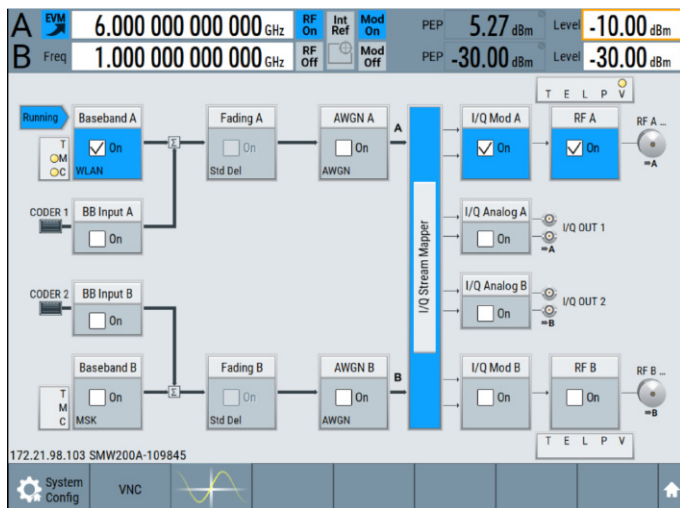 A EVM 6.000 000 000 000 GHz RF On Int Ref Mod On PEP 5.27 dBm Level -10.00 dBm
B Freq 1.000 000 000 000 GHz RF Off Mod Off PEP -30.00 dBm Level -30.00 dBm
T E L P V
Running Baseband A Fading A AWGN A I/Q Mod A RF A RF A ...
T On On On A On On
M
C WLAN Std Del AWGN ∞A
CODER 1 BB Input A I/Q Analog A
On On I/Q OUT 1
∞A
I/Q Stream Mapper
CODER 2 BB Input B I/Q Analog B
On On I/Q OUT 2
∞B
Baseband B Fading B AWGN B I/Q Mod B RF B RF B ...
T On On On B On On
M
C MSK Std Del AWGN ∞B
T E L P V
172.21.98.103 SMW200A-109845
System Config VNC